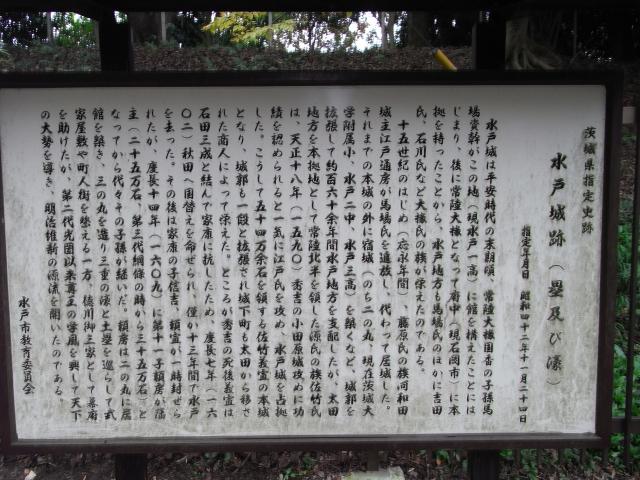 茨城県指定史跡
水戸城跡（塁及び濠）
指定年月日 昭和四十二年十一月二十四日
水戸城は平安時代の末期頃、常陸大掾国香の子孫馬
場資幹がこの地（現水戸一高）に館を構えたことには
じまり、後に常陸大掾となって府中（現石岡市）に本
拠を持ったことから、水戸地方も馬場氏のほかに吉田
氏、石川氏など大掾氏の族が栄えたのである。
十五世紀のはじめ（応永年間）藤原氏の族河和田
城主江戸通房が馬場氏を追放し、代わって居城した。
それまでの本城の外に宿城（のち二の丸、現在茨城大
学附属小、水戸二中、水戸三高）を築くなど、城郭を
拡張して約百六十余年間水戸地方を支配したが、太田
地方を本拠地として常陸北半を領した源氏の族佐竹氏
は、天正十八年（一五九〇）秀吉の小田原城攻めに功
績を認められると一気に江戸氏を攻め、水戸城を占拠
した。こうして五十四万余石を領する佐竹義宣の本城
となり、城郭も一段と拡張され城下町も太田から移さ
れた商人によって栄えた。ところが秀吉の死後義宣は
石田三成と結んで家康に抗したため、慶長七年（一六
〇二）秋田へ国替えを命ぜられ、僅か十三年間で水戸
を去った。その後は家康の子信吉、頼宣が一時封ぜら
れたが、慶長十四年（一六〇九）に第十一子頼房が藩
主（二十五万石、第三代綱條の時から三十五万石）と
なってから代々その子孫が継いだ。頼房は二の丸に居
館を築き、三の丸を造り三重の濠と土塁を巡らして武
家屋敷や町人街を整える一方、徳川御三家として幕府
を助けたが、第二代光圀以来尊王の学風を興して天下
の大勢を導き、明治維新の源流を開いたのである。
水戸市教育委員会